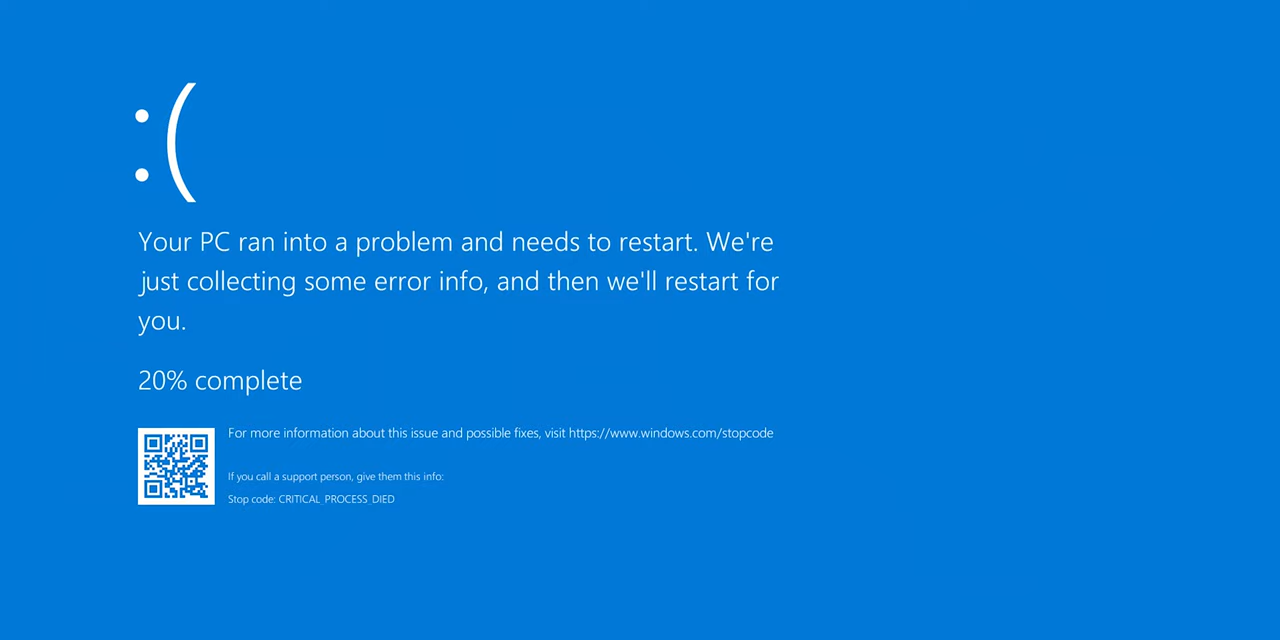 :(
Your PC ran into a problem and needs to restart. We're
just collecting some error info, and then we'll restart for
you.
20% complete
For more information about this issue and possible fixes, visit https://www.windows.com/stopcode
If you call a support person, give them this info:
Stop code: CRITICAL_PROCESS_DIED